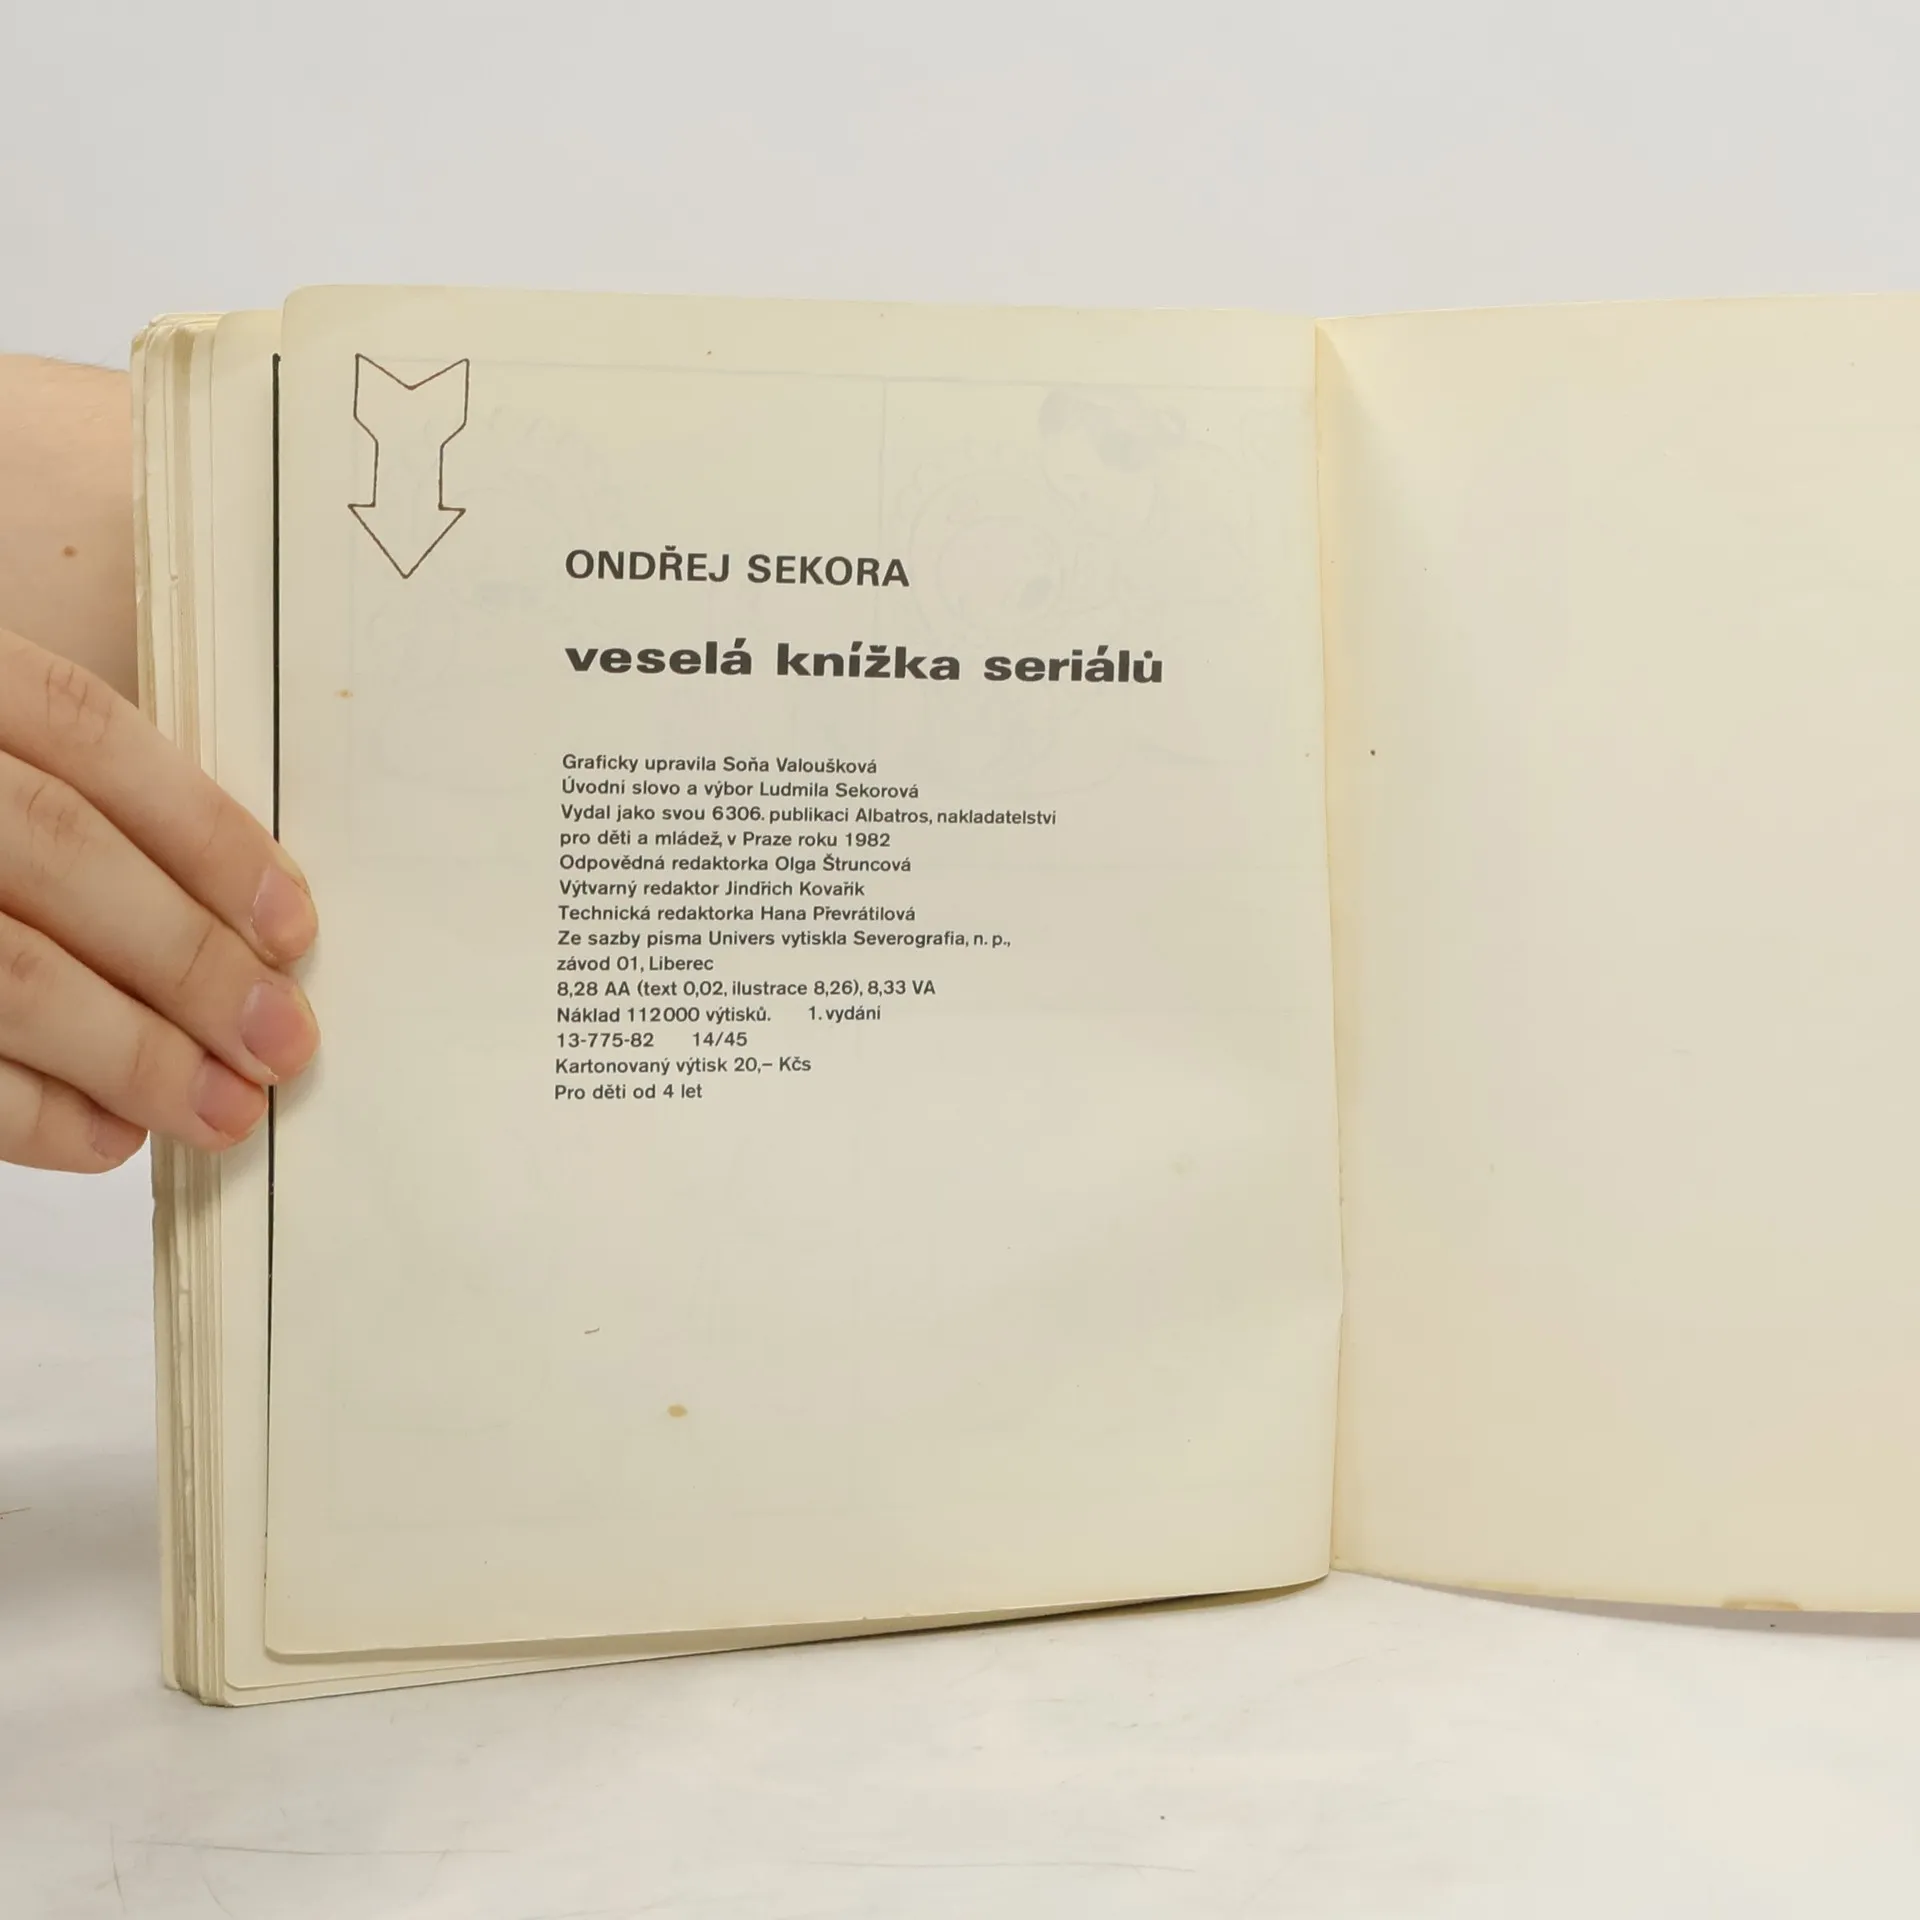 ONDŘEJ SEKORA
veselá knížka seriálů
Graficky upravila Soňa Valoušková
Úvodní slovo a výbor Ludmila Sekorová
Vydal jako svou 6306. publikaci Albatros, nakladatelství
pro děti a mládež, v Praze roku 1982
Odpovědná redaktorka Olga Štruncová
Výtvarný redaktor Jindřich Kovařík
Technická redaktorka Hana Převrátilová
Ze sazby písma Univers vytiskla Severografia, n. p.,
závod 01, Liberec
8,28 AA (text 0,02, ilustrace 8,26), 8,33 VA
Náklad 112000 výtisků. 1. vydání
13-775-82 14/45
Kartonovaný výtisk 20,– Kčs
Pro děti od 4 let